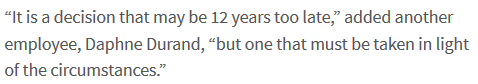 “It is a decision that may be 12 years too late,” added another
employee, Daphne Durand, “but one that must be taken in light
of the circumstances.”